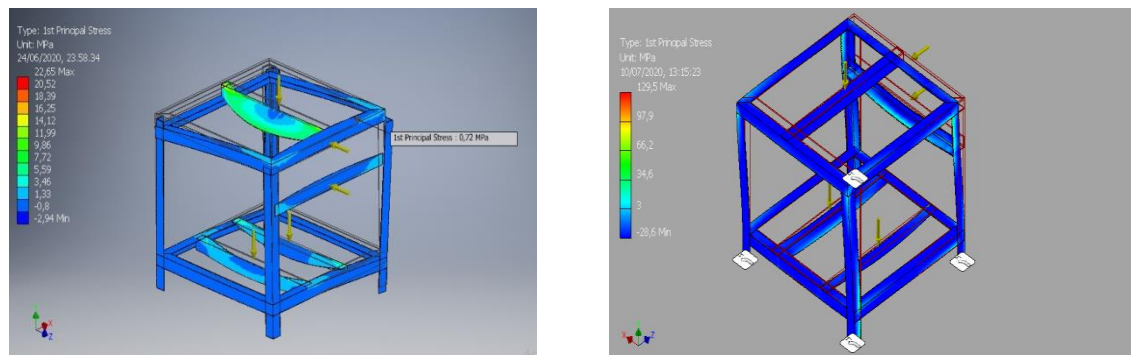 Type: 1st Principal Stress
Unit: MPa
24/06/2020, 23.58.34
22,65 Max
20,52
18,39
16,25
14,12
11,99
9,86
7,72
5,59
3,46
1,33
-0,8
-2,94 Min
1st Principal Stress : 0,72 MPa
Y
X
Z
Type: 1st Principal Stress
Unit: MPa
10/07/2020, 13:15:23
129,5 Max
97,9
66,2
34,6
3
-28,6 Min
X
Y
Z